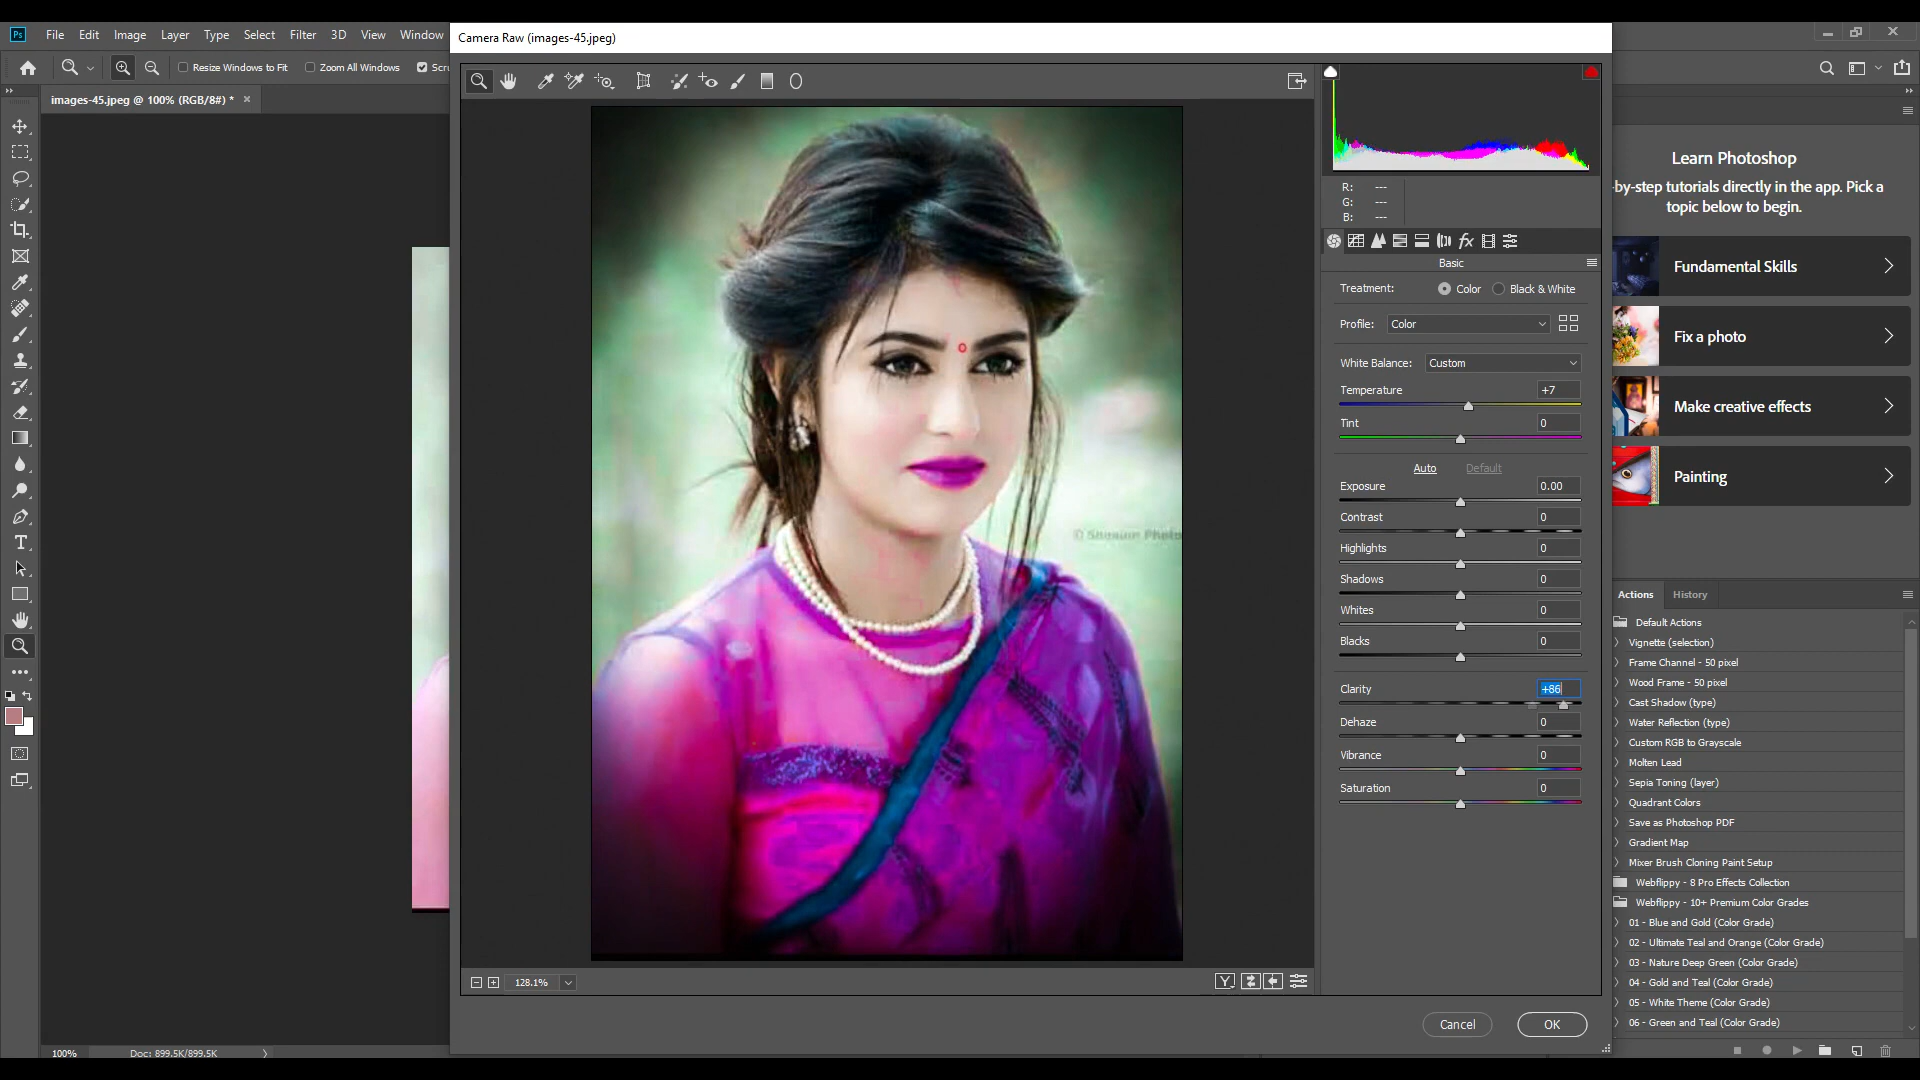 Ps File Edit Image Layer Type Select Filter 3D View Window
Camera Raw (images-45.jpeg)
Resize Windows to Fit Zoom All Windows Scru
images-45.jpeg @ 100% (RGB/8#) *
R: ---
G: ---
B: ---
Basic
Treatment: Color Black & White
Profile: Color
White Balance: Custom
Temperature +7
Tint 0
Auto Default
Exposure 0.00
Contrast 0
Highlights 0
Shadows 0
Whites 0
Blacks 0
Clarity +86
Dehaze 0
Vibrance 0
Saturation 0
128.1%
Cancel OK
Learn Photoshop
-by-step tutorials directly in the app. Pick a
topic below to begin.
Fundamental Skills
Fix a photo
Make creative effects
Painting
Actions History
Default Actions
Vignette (selection)
Frame Channel - 50 pixel
Wood Frame - 50 pixel
Cast Shadow (type)
Water Reflection (type)
Custom RGB to Grayscale
Molten Lead
Sepia Toning (layer)
Quadrant Colors
Save as Photoshop PDF
Gradient Map
Mixer Brush Cloning Paint Setup
Webflippy - 8 Pro Effects Collection
Webflippy - 10+ Premium Color Grades
01 - Blue and Gold (Color Grade)
02 - Ultimate Teal and Orange (Color Grade)
03 - Nature Deep Green (Color Grade)
04 - Gold and Teal (Color Grade)
05 - White Theme (Color Grade)
06 - Green and Teal (Color Grade)
100% Doc: 899.5K/899.5K